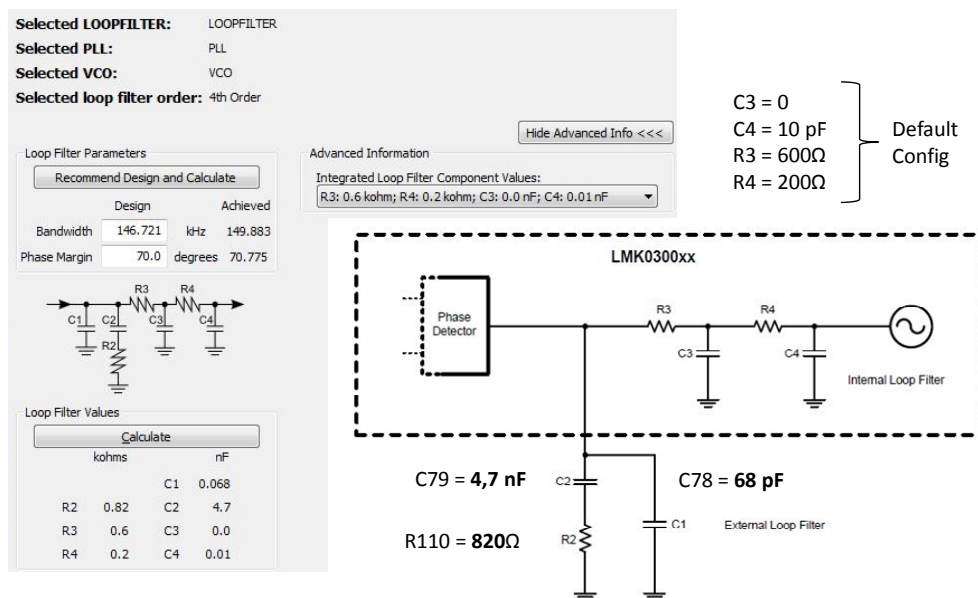 Selected LOOPFILTER: LOOPFILTER
Selected PLL: PLL
Selected VCO: VCO
Selected loop filter order: 4th Order
Hide Advanced Info <<<
C3 = 0
C4 = 10 pF
R3 = 600Ω
R4 = 200Ω
Default
Config
Loop Filter Parameters
Recommend Design and Calculate
Design Achieved
Bandwidth 146.721 kHz 149.883
Phase Margin 70.0 degrees 70.775
Advanced Information
Integrated Loop Filter Component Values:
R3: 0.6 kohm; R4: 0.2 kohm; C3: 0.0 nF; C4: 0.01 nF
R3 R4
C1 C2 C3 C4
R2
Loop Filter Values
Calculate
kohms nF
C1 0.068
R2 0.82 C2 4.7
R3 0.6 C3 0.0
R4 0.2 C4 0.01
LMK0300xx
Phase
Detector
R3 R4
C3 C4
Internal Loop Filter
C79 = 4,7 nF C2 C78 = 68 pF
R110 = 820Ω R2 C1 External Loop Filter